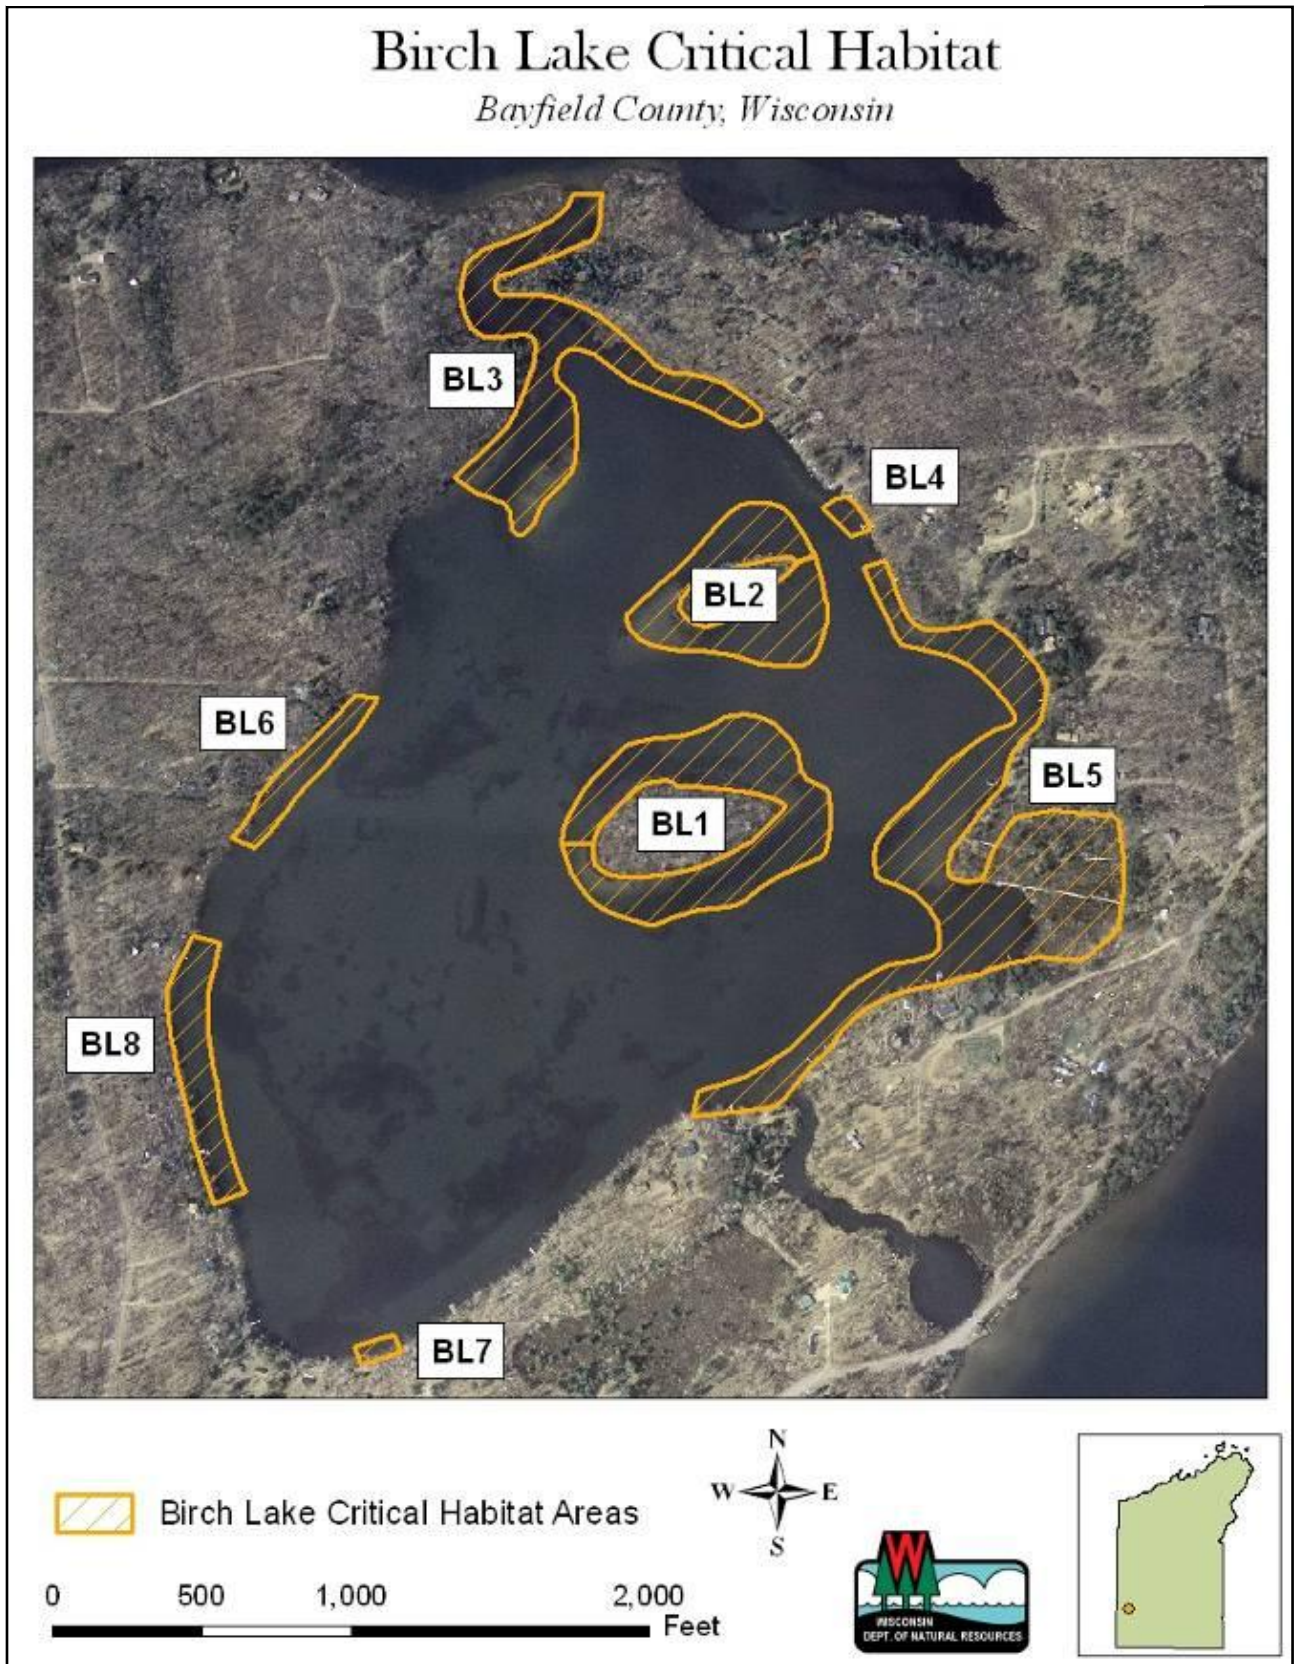 Birch Lake Critical Habitat
Bayfield County, Wisconsin
BL3
BL4
BL2
BL6
BL5
BL1
BL8
BL7
N
W E
S
Birch Lake Critical Habitat Areas
0 500 1,000 2,000
Feet
W
WISCONSIN
DEPT. OF NATURAL RESOURCES